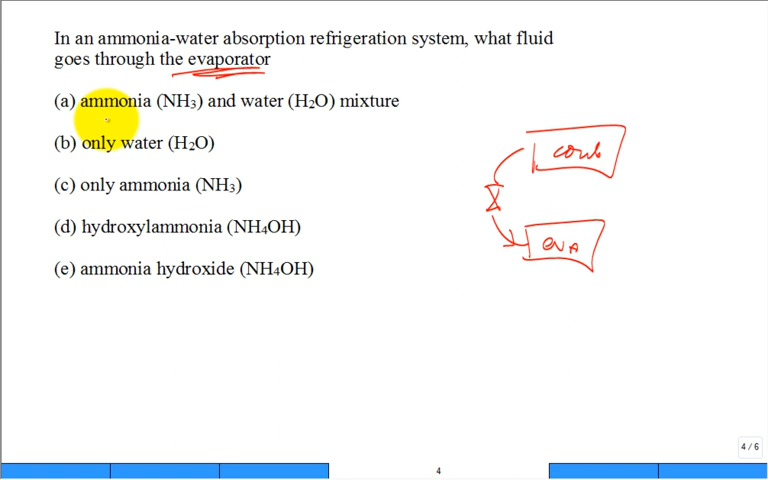 In an ammonia-water absorption refrigeration system, what fluid
goes through the evaporator
(a) ammonia (NH₃) and water (H₂O) mixture
(b) only water (H₂O)
(c) only ammonia (NH₃)
(d) hydroxylammonia (NH₄OH)
(e) ammonia hydroxide (NH₄OH)
eva
4 / 6
4